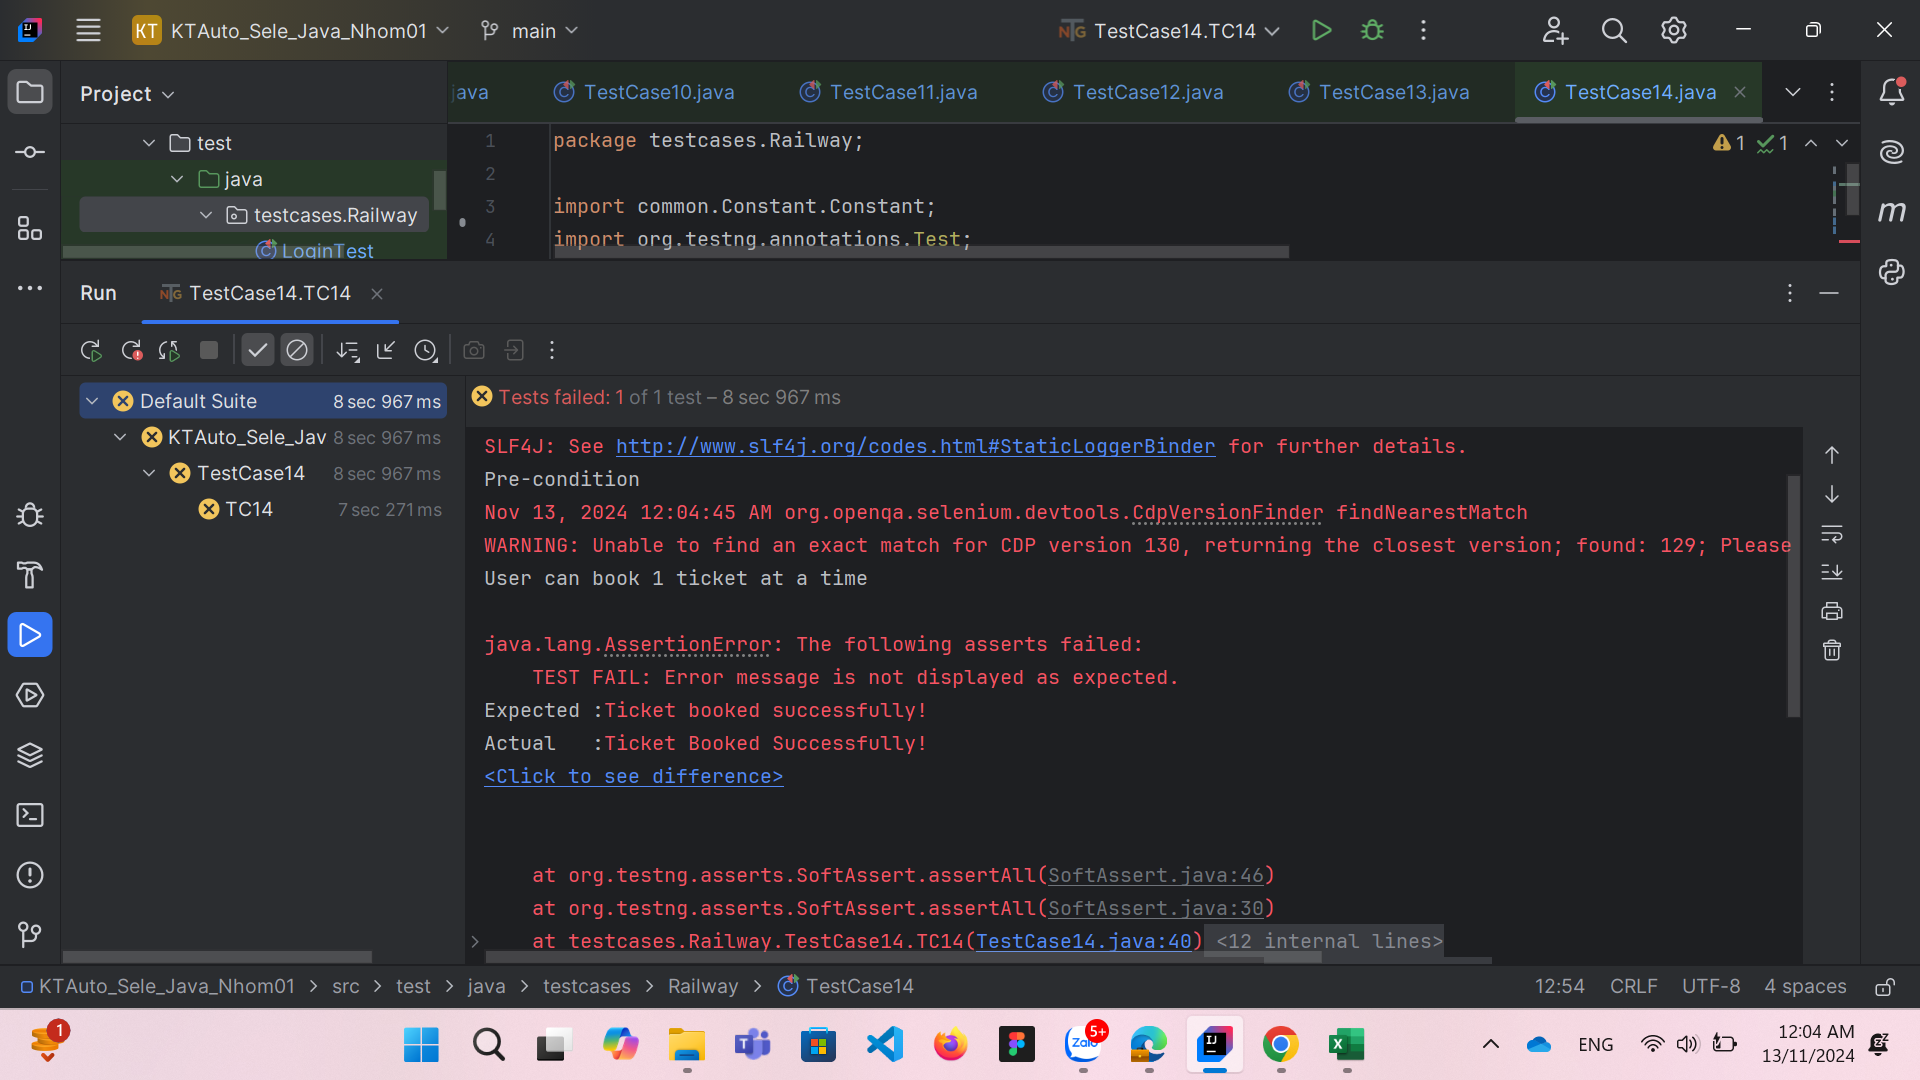 KT KTAuto_Sele_Java_Nhom01 main TestCase14.TC14
Project
java TestCase10.java TestCase11.java TestCase12.java TestCase13.java TestCase14.java
test
java
testcases.Railway
LoginTest
1 package testcases.Railway;
2
3 import common.Constant.Constant;
4 import org.testng.annotations.Test;
1 1
Run TestCase14.TC14
Default Suite 8 sec 967 ms
KTAuto_Sele_Jav 8 sec 967 ms
TestCase14 8 sec 967 ms
TC14 7 sec 271 ms
Tests failed: 1 of 1 test – 8 sec 967 ms
SLF4J: See http://www.slf4j.org/codes.html#StaticLoggerBinder for further details.
Pre-condition
Nov 13, 2024 12:04:45 AM org.openqa.selenium.devtools.CdpVersionFinder findNearestMatch
WARNING: Unable to find an exact match for CDP version 130, returning the closest version; found: 129; Please
User can book 1 ticket at a time
java.lang.AssertionError: The following asserts failed:
TEST FAIL: Error message is not displayed as expected.
Expected :Ticket booked successfully!
Actual :Ticket Booked Successfully!
<Click to see difference>
at org.testng.asserts.SoftAssert.assertAll(SoftAssert.java:46)
at org.testng.asserts.SoftAssert.assertAll(SoftAssert.java:30)
at testcases.Railway.TestCase14.TC14(TestCase14.java:40) <12 internal lines>
KTAuto_Sele_Java_Nhom01 > src > test > java > testcases > Railway > TestCase14
12:54 CRLF UTF-8 4 spaces
1
Zalo 5+
ENG
12:04 AM
13/11/2024